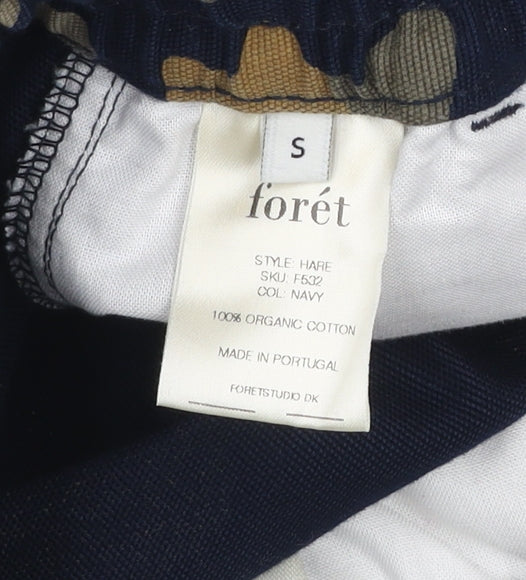 S
forét
STYLE: HARE
SKU: F532
COL: NAVY
100% ORGANIC COTTON
MADE IN PORTUGAL
FORETSTUDIO DK